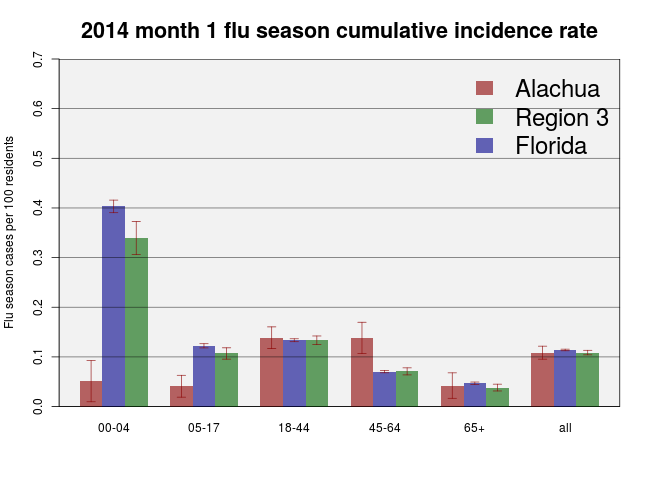 2014 month 1 flu season cumulative incidence rate
Flu season cases per 100 residents
0.7
0.6
0.5
0.4
0.3
0.2
0.1
0.0
Alachua
Region 3
Florida
00-04 05-17 18-44 45-64 65+ all